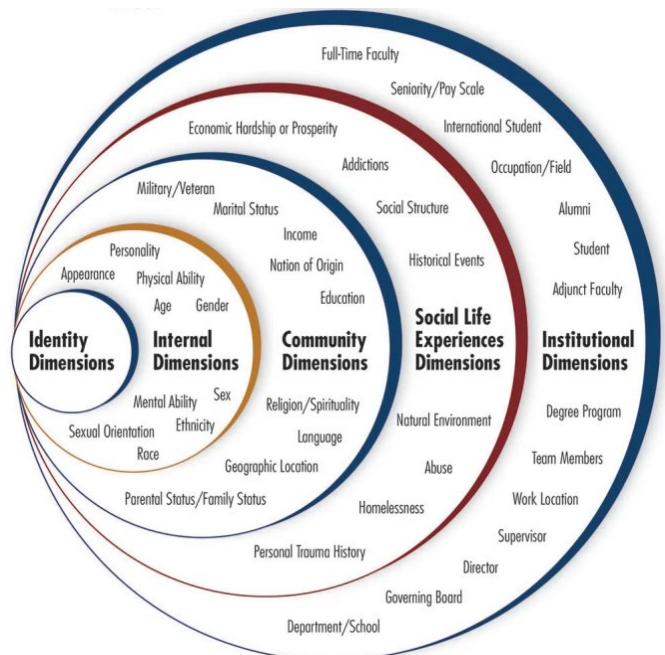 Full-Time Faculty
Seniority/Pay Scale
International Student
Occupation/Field
Alumni
Student
Adjunct Faculty
Institutional
Dimensions
Degree Program
Team Members
Work Location
Supervisor
Director
Governing Board
Department/School
Economic Hardship or Prosperity
Addictions
Social Structure
Historical Events
Social Life
Experiences
Dimensions
Natural Environment
Abuse
Homelessness
Personal Trauma History
Military/Veteran
Marital Status
Income
Nation of Origin
Education
Community
Dimensions
Religion/Spirituality
Language
Geographic Location
Parental Status/Family Status
Personality
Appearance
Physical Ability
Age
Gender
Internal
Dimensions
Mental Ability
Sex
Sexual Orientation
Ethnicity
Race
Identity
Dimensions